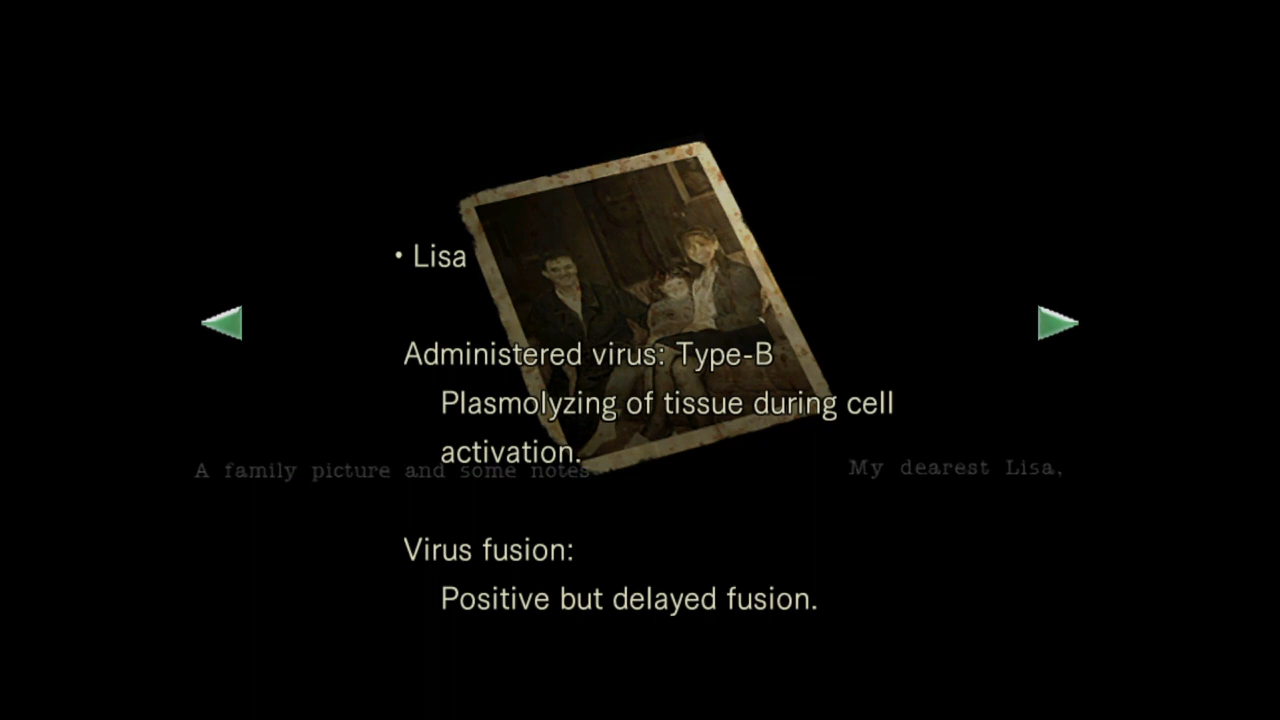 • Lisa
Administered virus: Type-B
Plasmolyzing of tissue during cell
activation.
A family picture and some notes
My dearest Lisa,
Virus fusion:
Positive but delayed fusion.